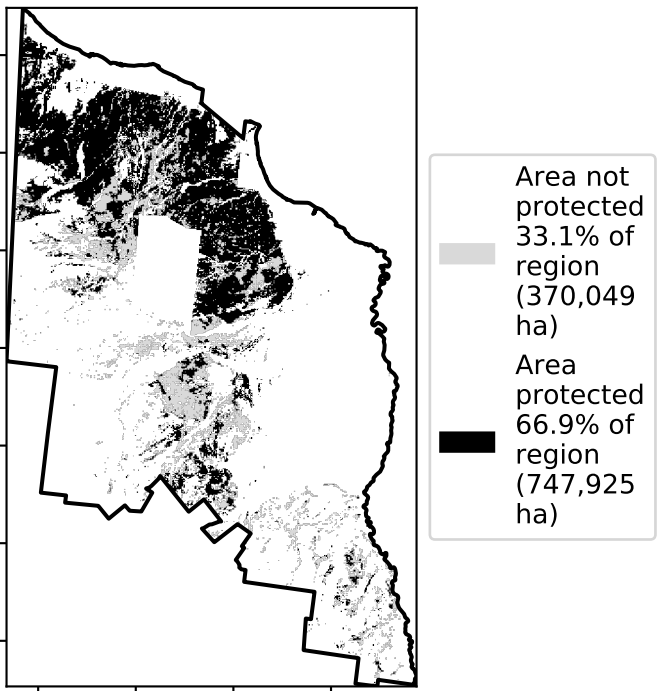 Area not
protected
33.1% of
region
(370,049
ha)
Area
protected
66.9% of
region
(747,925
ha)